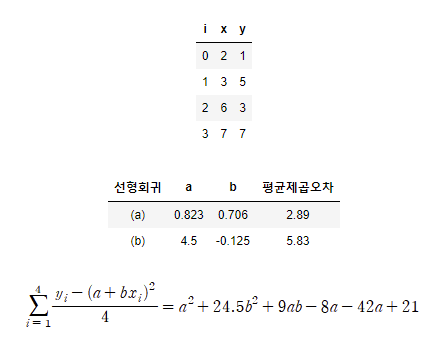 i x y
0 2 1
1 3 5
2 6 3
3 7 7
선형회귀 a b 평균제곱오차
(a) 0.823 0.706 2.89
(b) 4.5 -0.125 5.83
\sum_{i=1}^{4} \frac{y_i-(a+bx_i)^2}{4} = a^2+24.5b^2+9ab-8a-42a+21